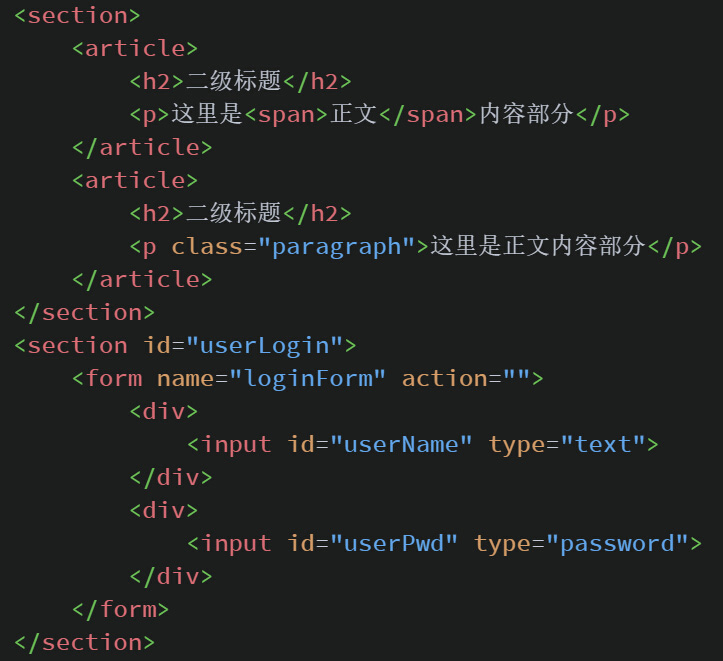 <section>
    <article>
        <h2>二级标题</h2>
        <p>这里是<span>正文</span>内容部分</p>
    </article>
    <article>
        <h2>二级标题</h2>
        <p class="paragraph">这里是正文内容部分</p>
    </article>
</section>
<section id="userLogin">
    <form name="loginForm" action="">
        <div>
            <input id="userName" type="text">
        </div>
        <div>
            <input id="userPwd" type="password">
        </div>
    </form>
</section>